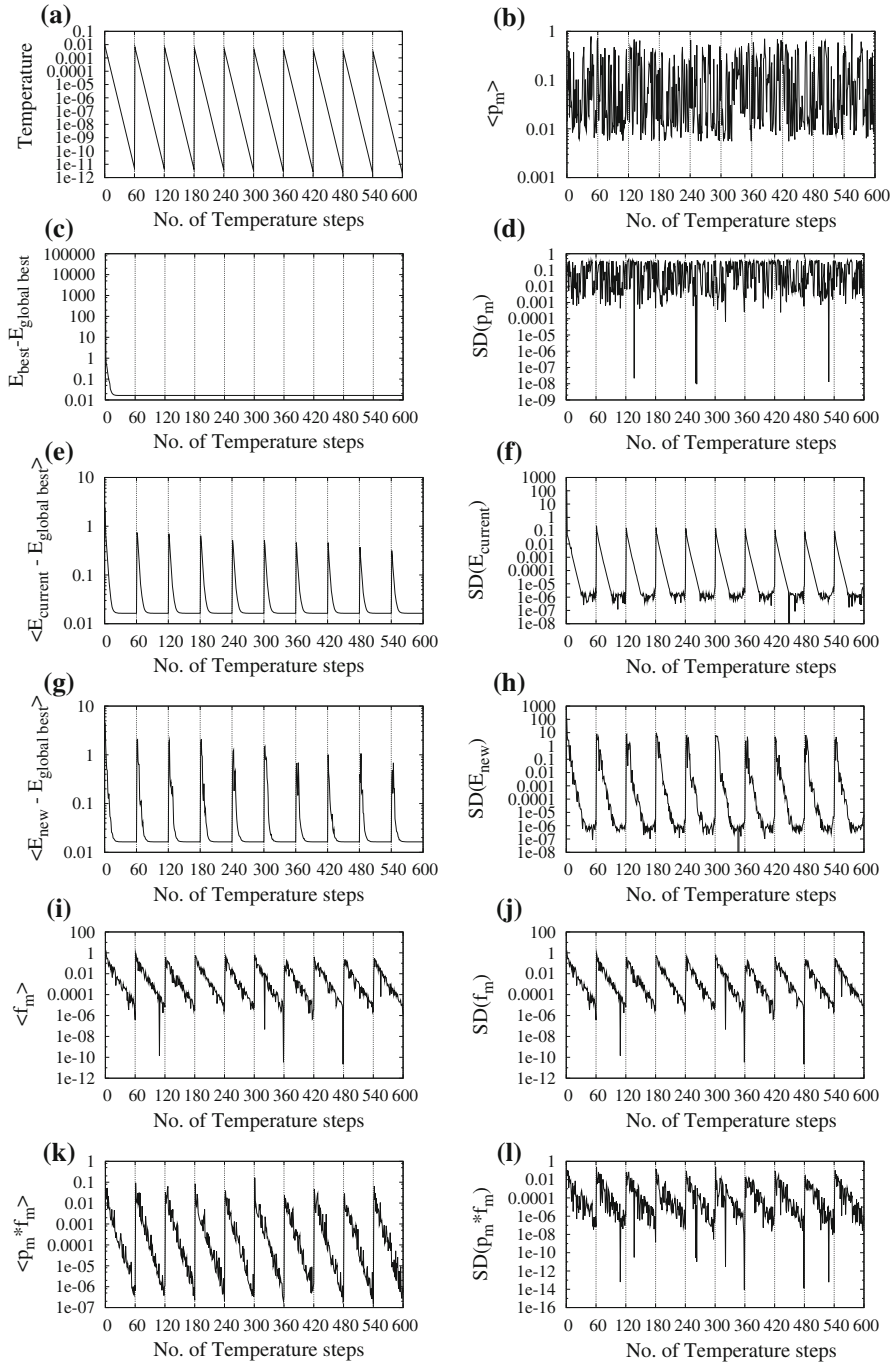 (a)
Temperature
0.1
0.01
0.001
0.0001
1e-05
1e-06
1e-07
1e-08
1e-09
1e-10
1e-11
1e-12
0 60 120 180 240 300 360 420 480 540 600
No. of Temperature steps
(b)
<p_m>
1
0.1
0.01
0.001
0 60 120 180 240 300 360 420 480 540 600
No. of Temperature steps
(c)
E_best-E_global best
100000
10000
1000
100
10
1
0.1
0.01
0 60 120 180 240 300 360 420 480 540 600
No. of Temperature steps
(d)
SD(p_m)
1
0.1
0.01
0.001
0.0001
1e-05
1e-06
1e-07
1e-08
1e-09
0 60 120 180 240 300 360 420 480 540 600
No. of Temperature steps
(e)
<E_current - E_global best>
10
1
0.1
0.01
0 60 120 180 240 300 360 420 480 540 600
No. of Temperature steps
(f)
SD(E_current)
1000
100
10
1
0.1
0.01
0.001
0.0001
1e-05
1e-06
1e-07
1e-08
0 60 120 180 240 300 360 420 480 540 600
No. of Temperature steps
(g)
<E_new - E_global best>
10
1
0.1
0.01
0 60 120 180 240 300 360 420 480 540 600
No. of Temperature steps
(h)
SD(E_new)
1000
100
10
1
0.1
0.01
0.001
0.0001
1e-05
1e-06
1e-07
1e-08
0 60 120 180 240 300 360 420 480 540 600
No. of Temperature steps
(i)
<f_m>
100
1
0.01
0.0001
1e-06
1e-08
1e-10
1e-12
0 60 120 180 240 300 360 420 480 540 600
No. of Temperature steps
(j)
SD(f_m)
100
1
0.01
0.0001
1e-06
1e-08
1e-10
1e-12
0 60 120 180 240 300 360 420 480 540 600
No. of Temperature steps
(k)
<p_m*f_m>
1
0.1
0.01
0.001
0.0001
1e-05
1e-06
1e-07
0 60 120 180 240 300 360 420 480 540 600
No. of Temperature steps
(l)
SD(p_m*f_m)
1
0.01
0.0001
1e-06
1e-08
1e-10
1e-12
1e-14
1e-16
0 60 120 180 240 300 360 420 480 540 600
No. of Temperature steps